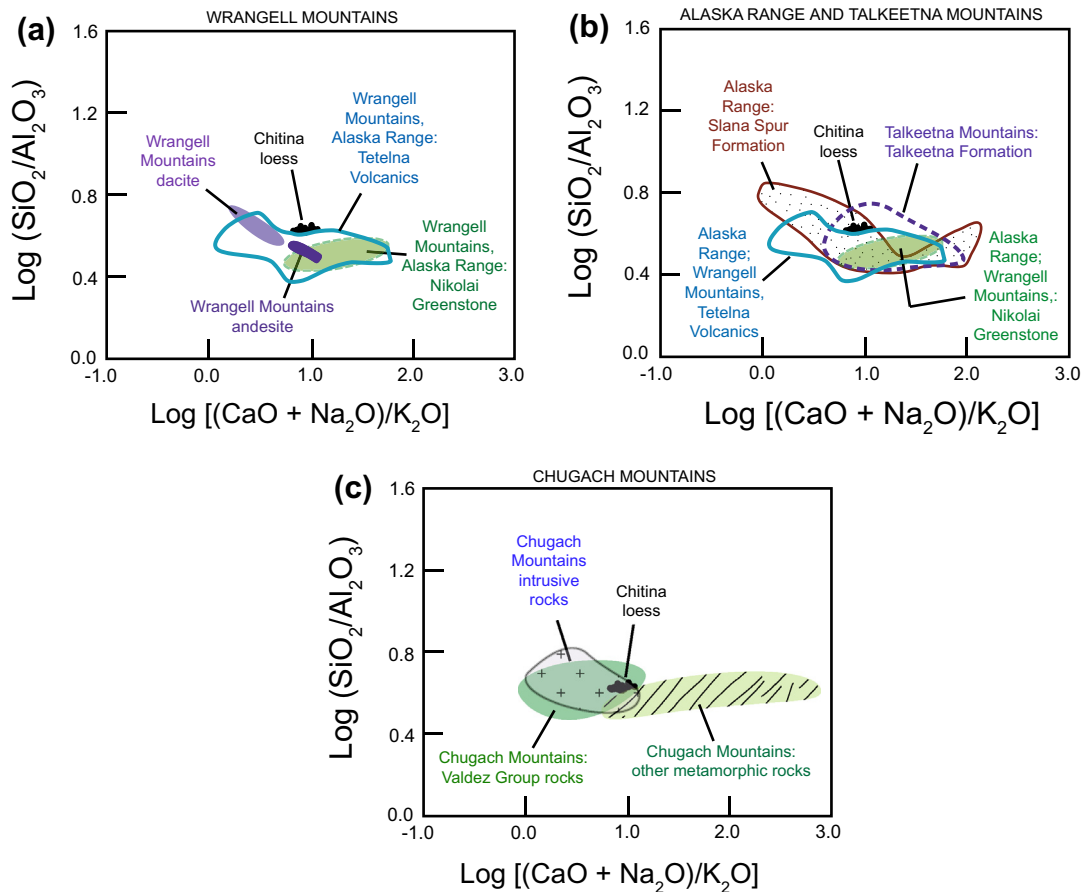 (a)
WRANGELL MOUNTAINS
Log (SiO2/Al2O3)
1.6
1.2
0.8
0.4
0.0
-1.0
0.0
1.0
2.0
3.0
Log [(CaO + Na2O)/K2O]
Wrangell
Mountains
dacite
Chitina
loess
Wrangell
Mountains,
Alaska Range:
Tetelna
Volcanics
Wrangell
Mountains,
Alaska Range:
Nikolai
Greenstone
Wrangell Mountains
andesite
(b)
ALASKA RANGE AND TALKEETNA MOUNTAINS
Log (SiO2/Al2O3)
1.6
1.2
0.8
0.4
0.0
-1.0
0.0
1.0
2.0
3.0
Log [(CaO + Na2O)/K2O]
Alaska
Range:
Slana Spur
Formation
Chitina
loess
Talkeetna Mountains:
Talkeetna Formation
Alaska
Range;
Wrangell
Mountains,
Tetelna
Volcanics
Alaska
Range;
Wrangell
Mountains,:
Nikolai
Greenstone
(c)
CHUGACH MOUNTAINS
Log (SiO2/Al2O3)
1.6
1.2
0.8
0.4
0.0
-1.0
0.0
1.0
2.0
3.0
Log [(CaO + Na2O)/K2O]
Chugach
Mountains
intrusive
rocks
Chitina
loess
Chugach Mountains:
Valdez Group rocks
Chugach Mountains:
other metamorphic rocks